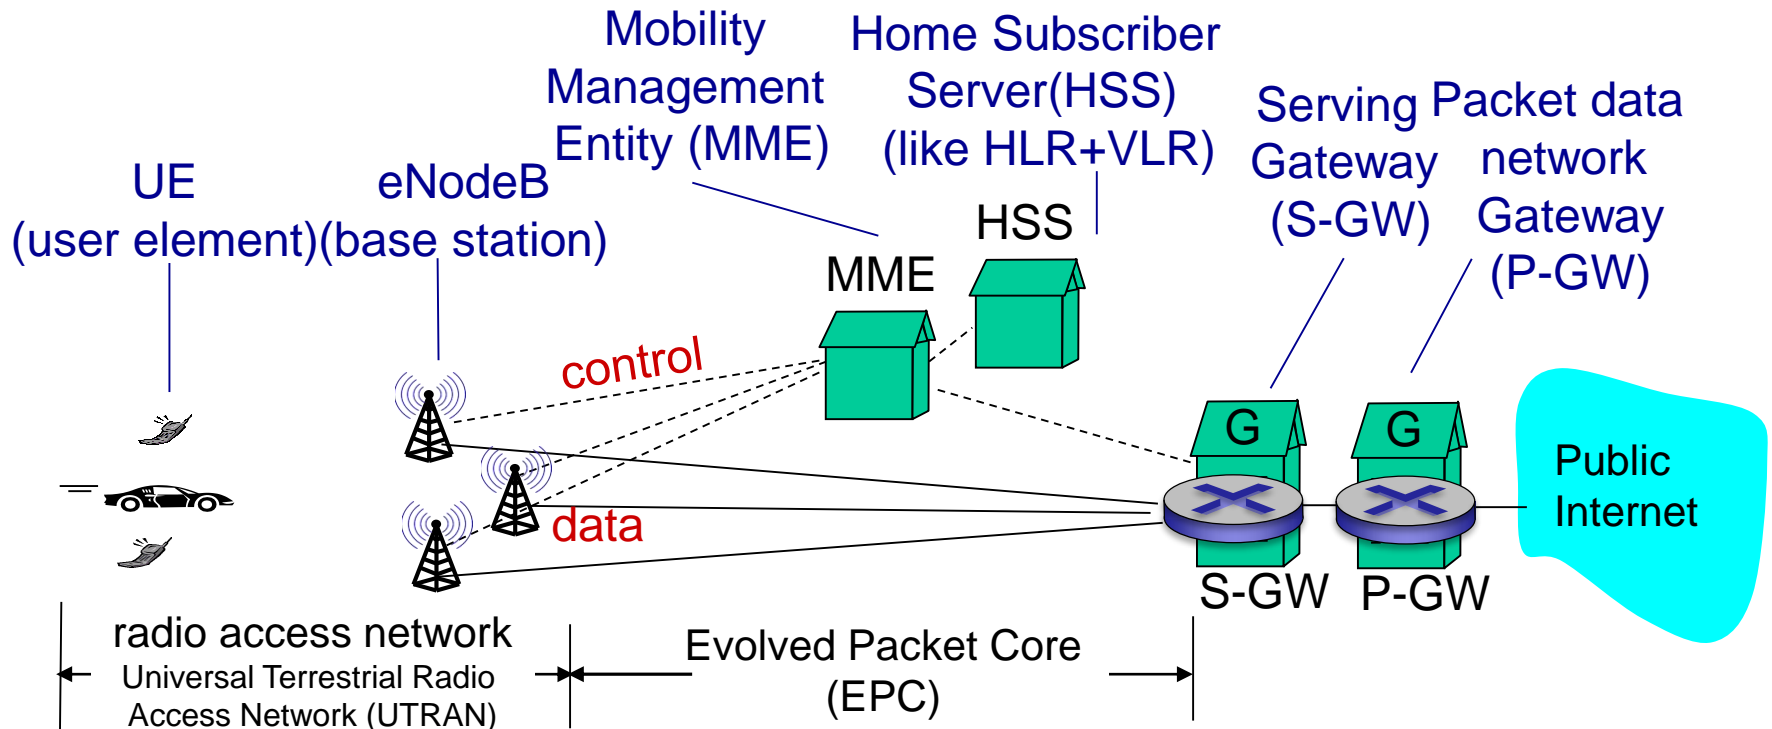 Mobility
Management
Entity (MME)
Home Subscriber
Server(HSS)
(like HLR+VLR)
Serving
Gateway
(S-GW)
Packet data
network
Gateway
(P-GW)
UE
(user element)
eNodeB
(base station)
HSS
MME
control
data
G
G
Public
Internet
S-GW
P-GW
radio access network
Universal Terrestrial Radio
Access Network (UTRAN)
Evolved Packet Core
(EPC)